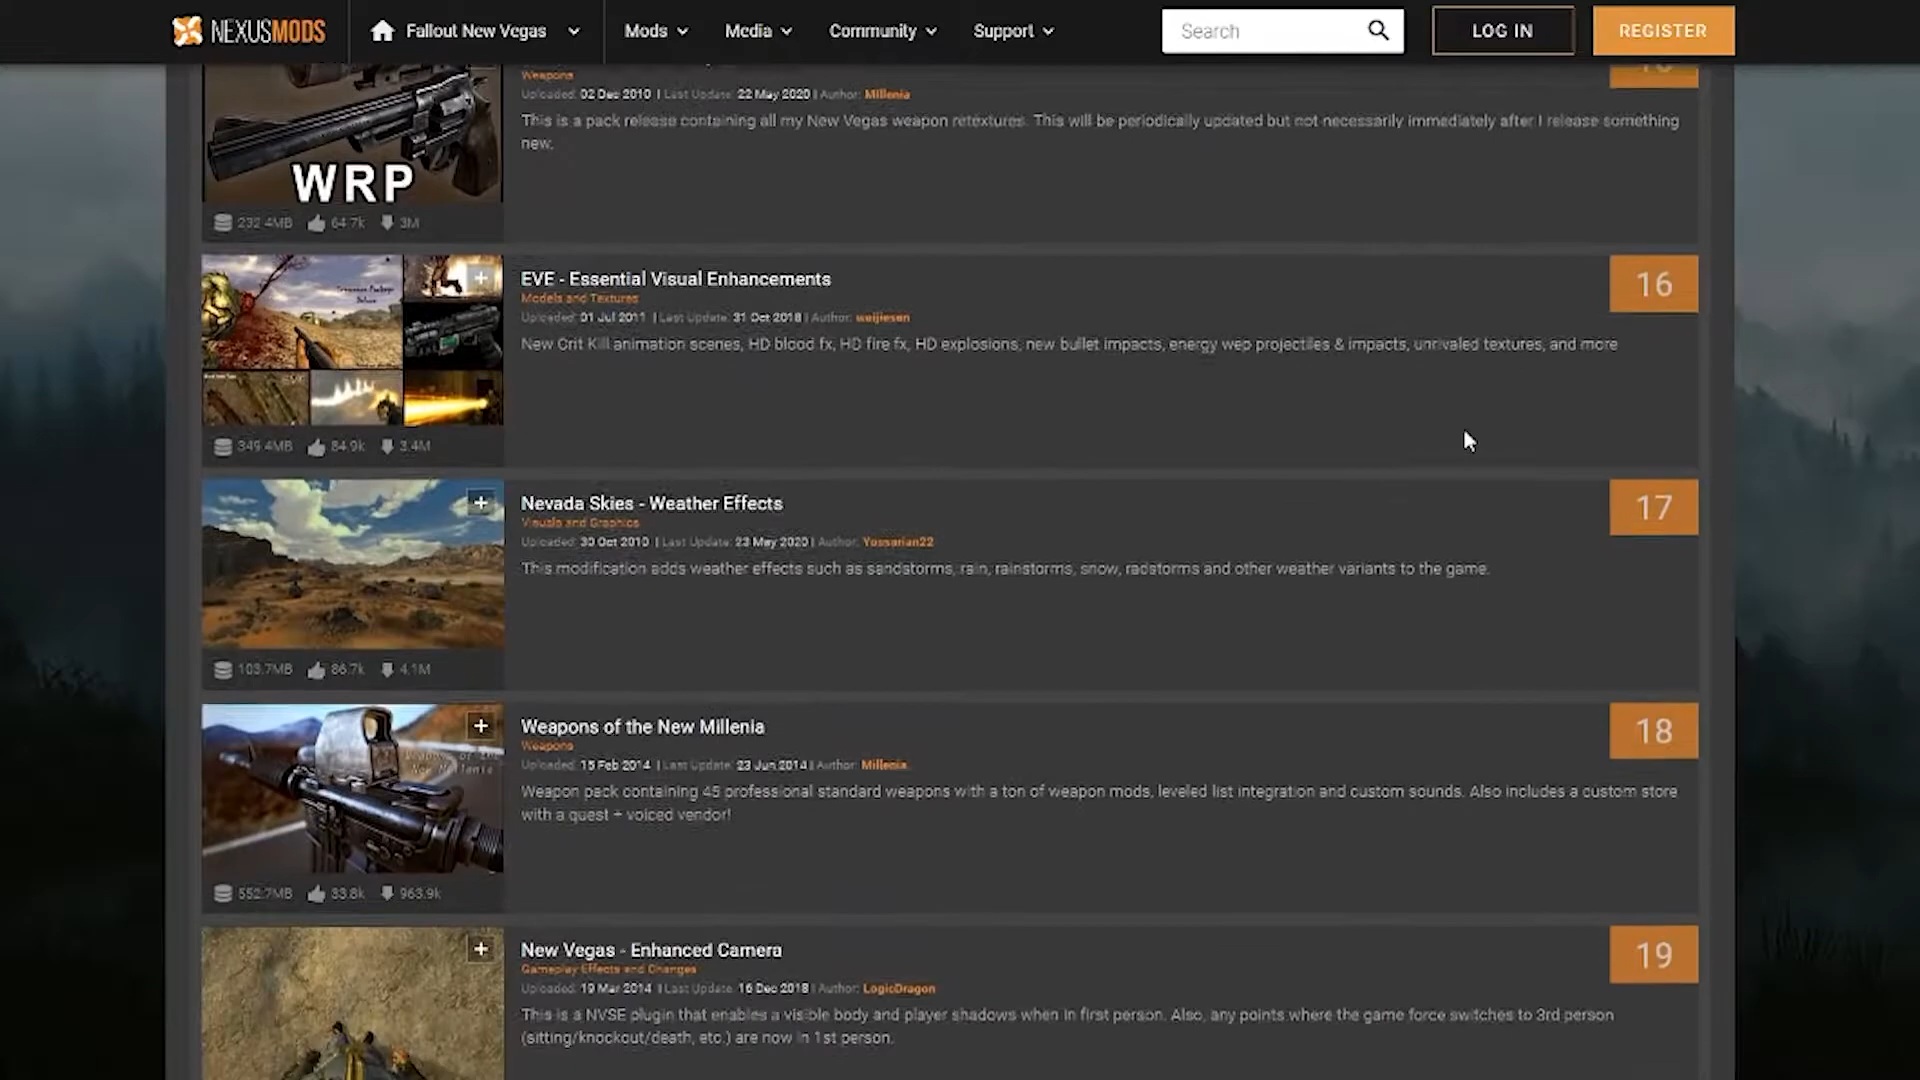 NEXUSMODS Fallout New Vegas Mods Media Community Support Search LOG IN REGISTER
Weapons
Uploaded: 02 Dec 2010 | Last Update: 22 May 2020 | Author: Millenia
This is a pack release containing all my New Vegas weapon retextures. This will be periodically updated but not necessarily immediately after I release something
new.
WRP
232.4MB 64.7k 3M
EVE - Essential Visual Enhancements
16
Models and Textures
Uploaded: 01 Jul 2011 | Last Update: 31 Oct 2018 | Author: weijiesen
New Crit Kill animation scenes, HD blood fx, HD fire fx, HD explosions, new bullet impacts, energy wep projectiles & impacts, unrivaled textures, and more
349.4MB 84.9k 3.4M
Nevada Skies - Weather Effects
17
Visuals and Graphics
Uploaded: 30 Oct 2010 | Last Update: 23 May 2020 | Author: Yossarian22
This modification adds weather effects such as sandstorms, rain, rainstorms, snow, radstorms and other weather variants to the game.
103.7MB 86.7k 4.1M
Weapons of the New Millenia
18
Weapons
Uploaded: 15 Feb 2014 | Last Update: 23 Jun 2014 | Author: Millenia
Weapons of the
New Millenia
Weapon pack containing 45 professional standard weapons with a ton of weapon mods, leveled list integration and custom sounds. Also includes a custom store
with a quest + voiced vendor!
552.7MB 33.8k 963.9k
New Vegas - Enhanced Camera
19
Gameplay Effects and Changes
Uploaded: 19 Mar 2014 | Last Update: 16 Dec 2018 | Author: LogicDragon
This is a NVSE plugin that enables a visible body and player shadows when in first person. Also, any points where the game force switches to 3rd person
(sitting/knockout/death, etc.) are now in 1st person.